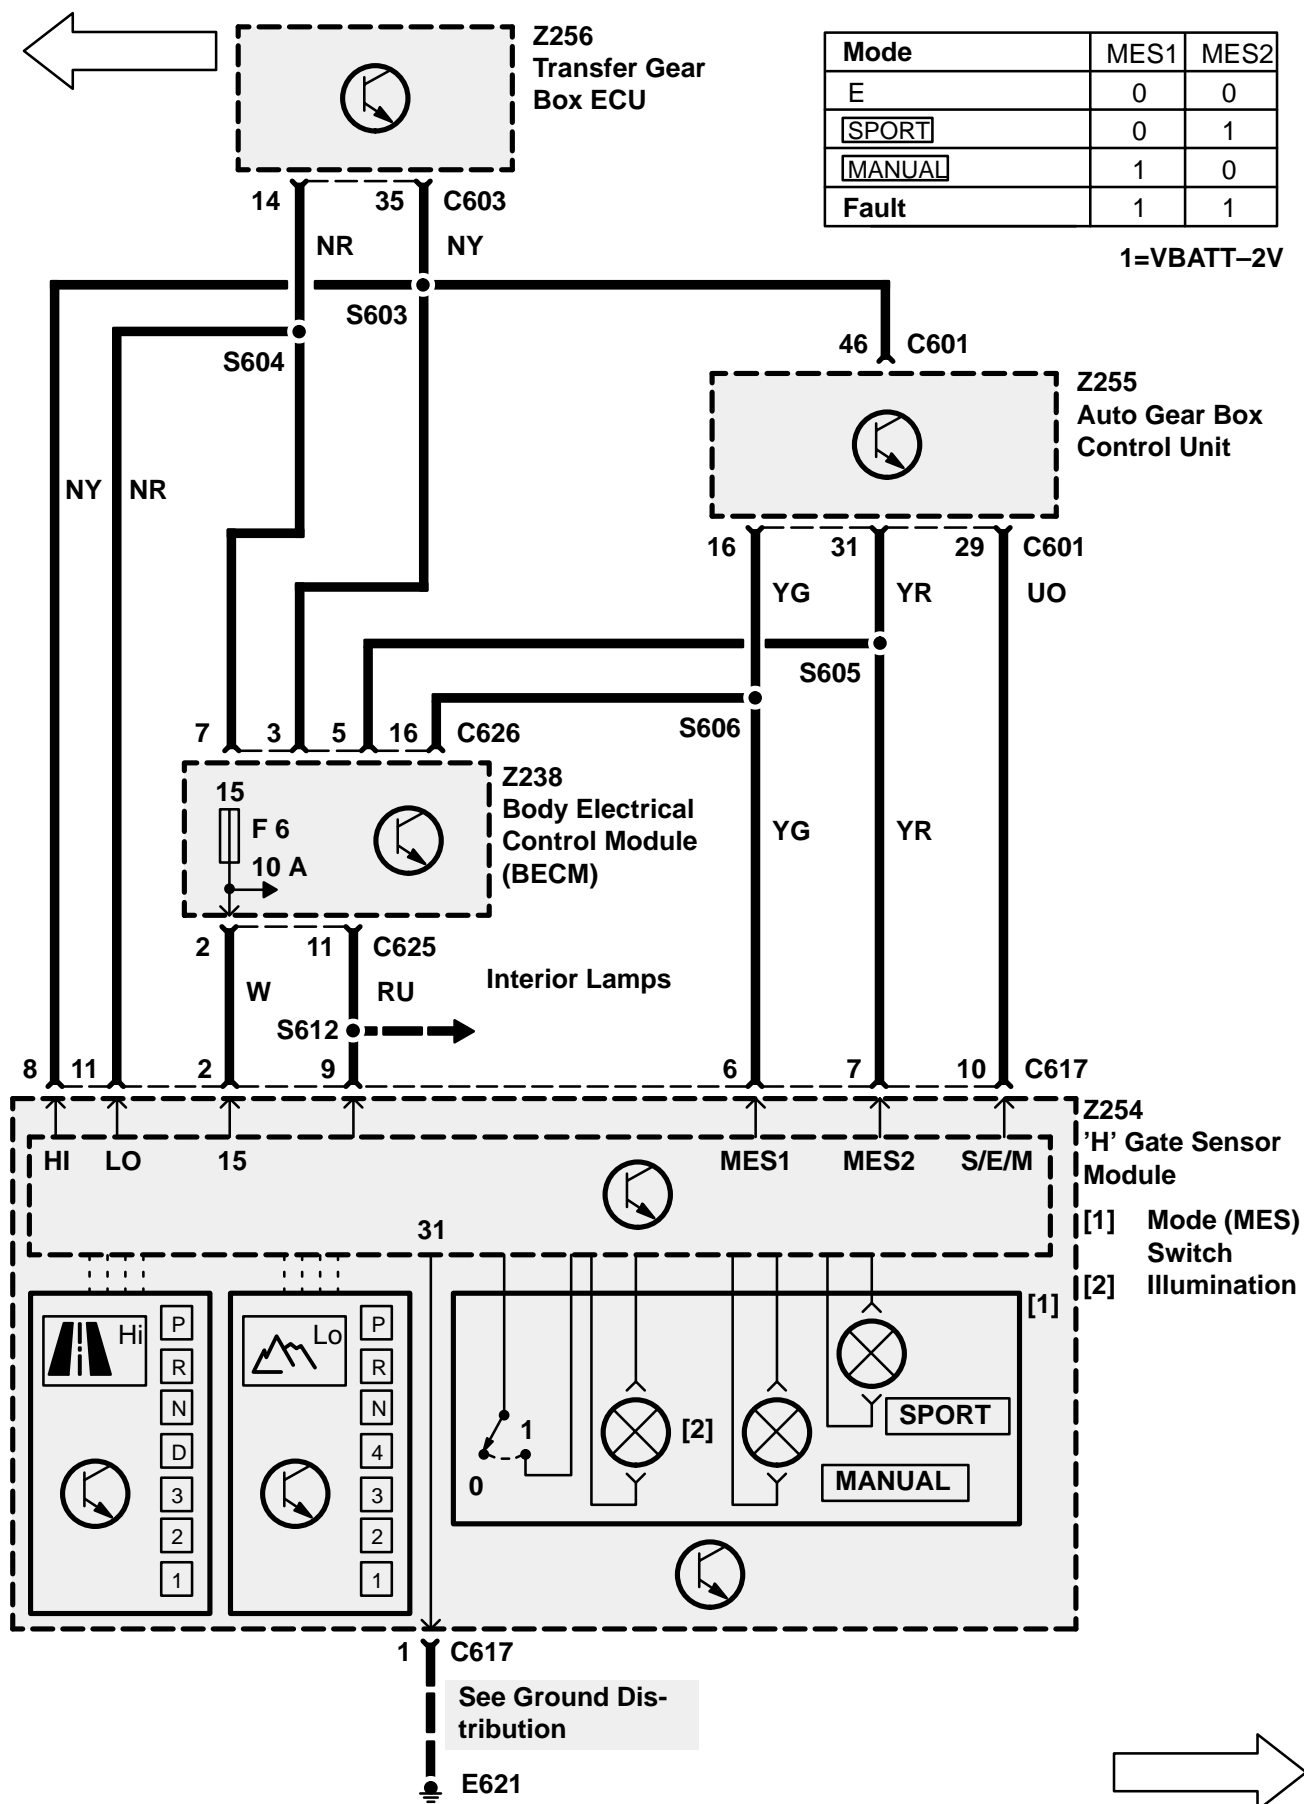 Z256
Transfer Gear
Box ECU
Mode MES1 MES2
E 0 0
SPORT 0 1
MANUAL 1 0
Fault 1 1
1=VBATT–2V
14 35 C603
NR NY
S603
S604
46 C601
Z255
Auto Gear Box
Control Unit
NY NR
16 31 29 C601
YG YR UO
S605
S606
7 3 5 16 C626
Z238
Body Electrical
Control Module
(BECM)
15
F 6
10 A
YG YR
2 11 C625
Interior Lamps
W RU
S612
8 11 2 9 6 7 10 C617
Z254
’H’ Gate Sensor
Module
[1] Mode (MES)
Switch
[2] Illumination
HI LO 15 MES1 MES2 S/E/M
31
[1]
Hi P
R
N
D
3
2
1
Lo P
R
N
4
3
2
1
SPORT
1 [2]
0
MANUAL
1 C617
See Ground Dis-
tribution
E621